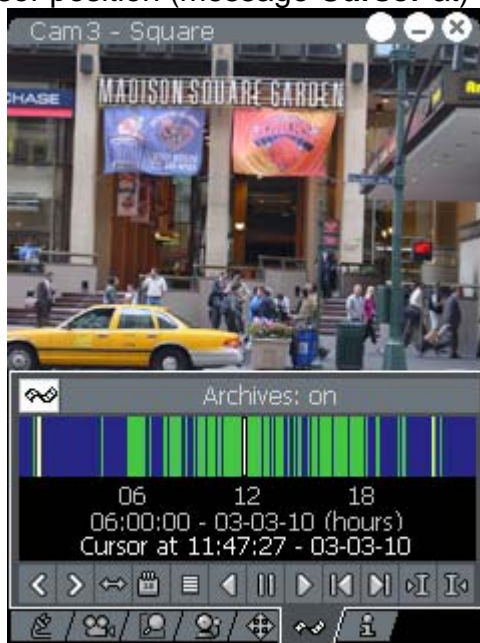 Cam3 - Square
CHASE
MADISON SQUARE GARDEN
Archives: on
06 12 18
06:00:00 - 03-03-10 (hours)
Cursor at 11:47:27 - 03-03-10